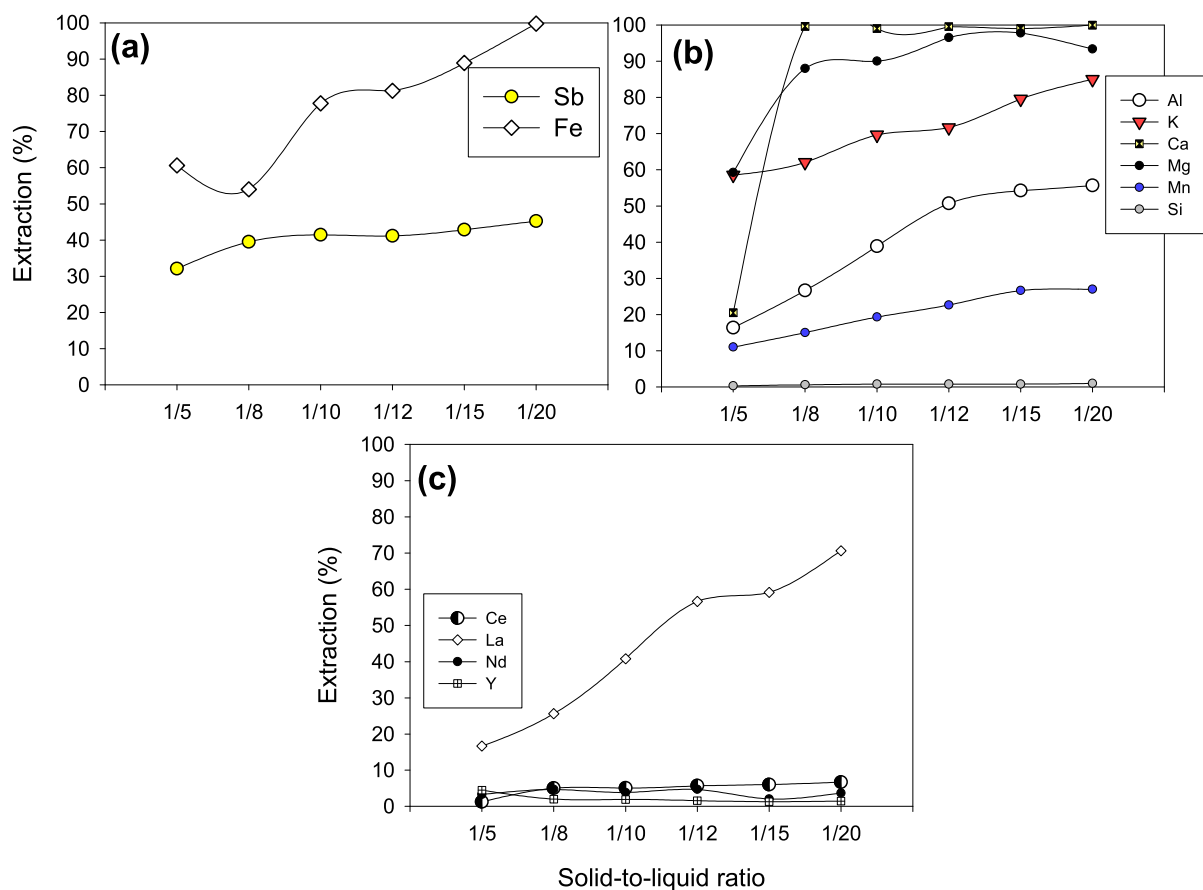 (a)
Extraction (%)
100
90
80
70
60
50
40
30
20
10
0
Sb
Fe
1/5 1/8 1/10 1/12 1/15 1/20
(b)
100
90
80
70
60
50
40
30
20
10
0
Al
K
Ca
Mg
Mn
Si
1/5 1/8 1/10 1/12 1/15 1/20
(c)
Extraction (%)
100
90
80
70
60
50
40
30
20
10
0
Ce
La
Nd
Y
1/5 1/8 1/10 1/12 1/15 1/20
Solid-to-liquid ratio